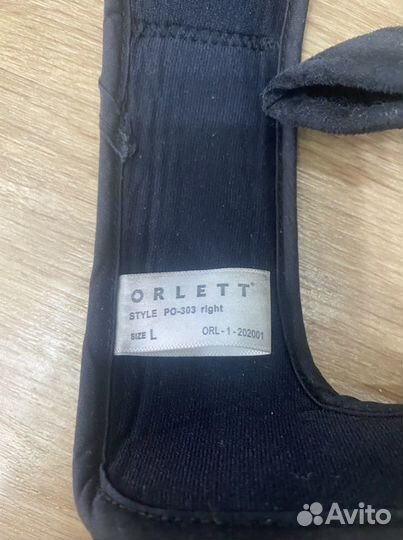 ORLETT®
STYLE PO-303 right
SIZE L ORL-1-202001
Avito